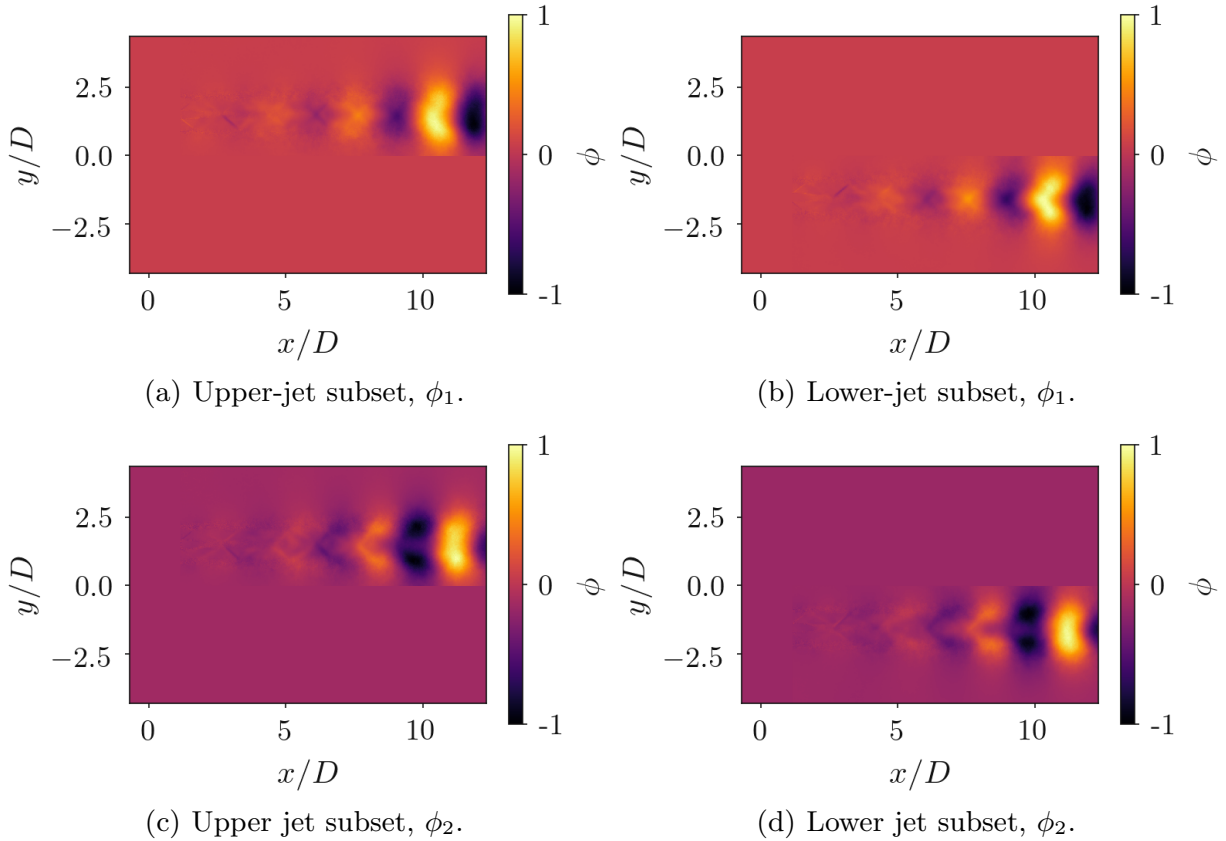 1
2.5
0.0
−2.5
y/D
0
ϕ
-1
0
5
10
x/D
(a) Upper-jet subset, ϕ₁.
1
2.5
0.0
−2.5
y/D
0
ϕ
-1
0
5
10
x/D
(b) Lower-jet subset, ϕ₁.
1
2.5
0.0
−2.5
y/D
0
ϕ
-1
0
5
10
x/D
(c) Upper jet subset, ϕ₂.
1
2.5
0.0
−2.5
y/D
0
ϕ
-1
0
5
10
x/D
(d) Lower jet subset, ϕ₂.